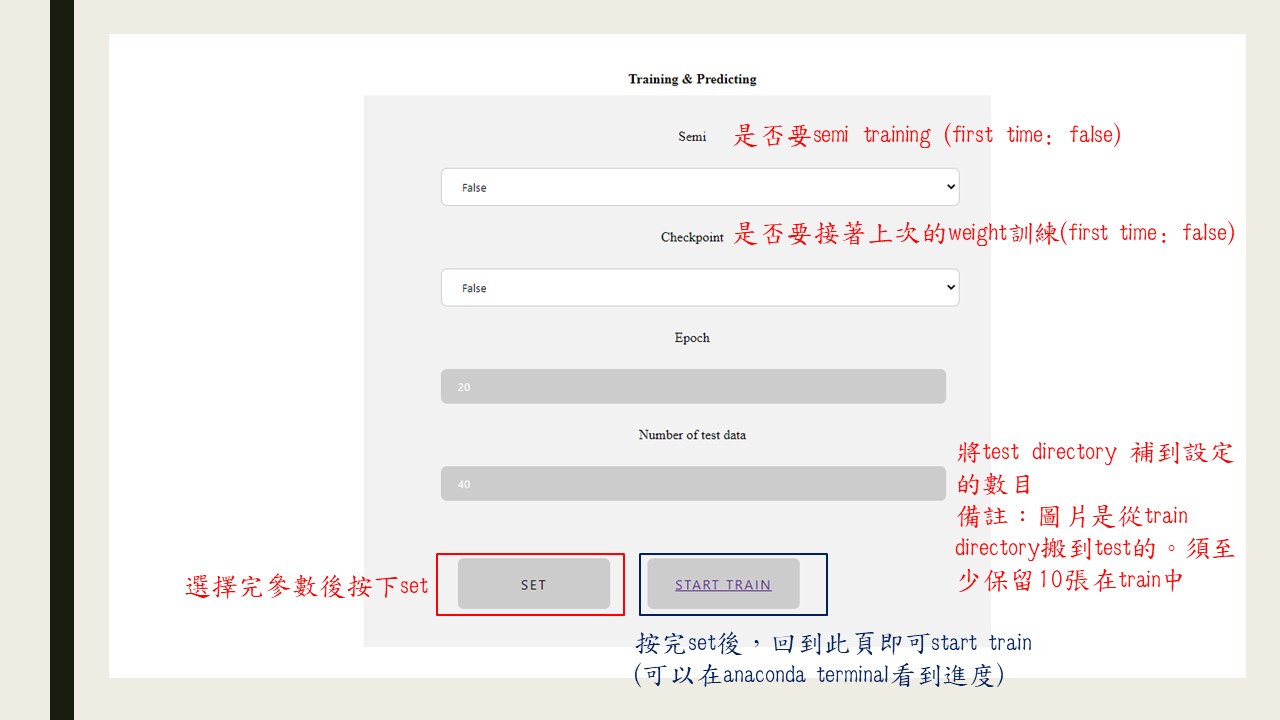 Training & Predicting
Semi
是否要semi training (first time: false)
False
Checkpoint
是否要接著上次的weight訓練(first time: false)
False
Epoch
20
Number of test data
40
將test directory 補到設定
的數目
備註：圖片是從train
directory搬到test的。須至
少保留10張在train中
選擇完參數後按下set
SET
START TRAIN
按完set後，回到此頁即可start train
(可以在anaconda terminal看到進度)